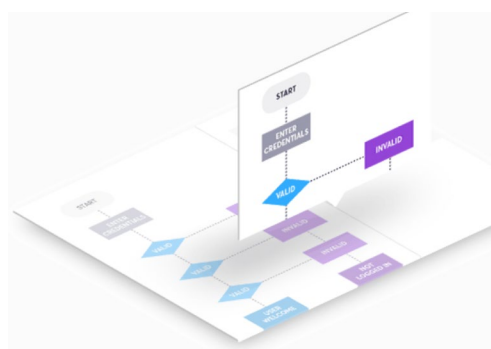 START
ENTER
CREDENTIALS
INVALID
VALID
START
ENTER
CREDENTIALS
VALID
INVALID
VALID
INVALID
VALID
NOT
LOGGED IN
USER
WELCOME